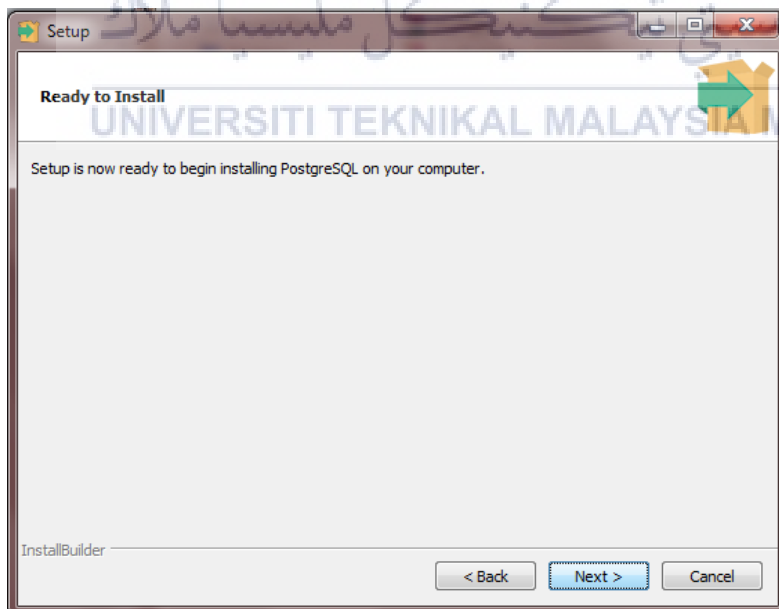 Setup
Ready to Install
UNIVERSITI TEKNIKAL MALAYSIA
Setup is now ready to begin installing PostgreSQL on your computer.
InstallBuilder
< Back
Next >
Cancel